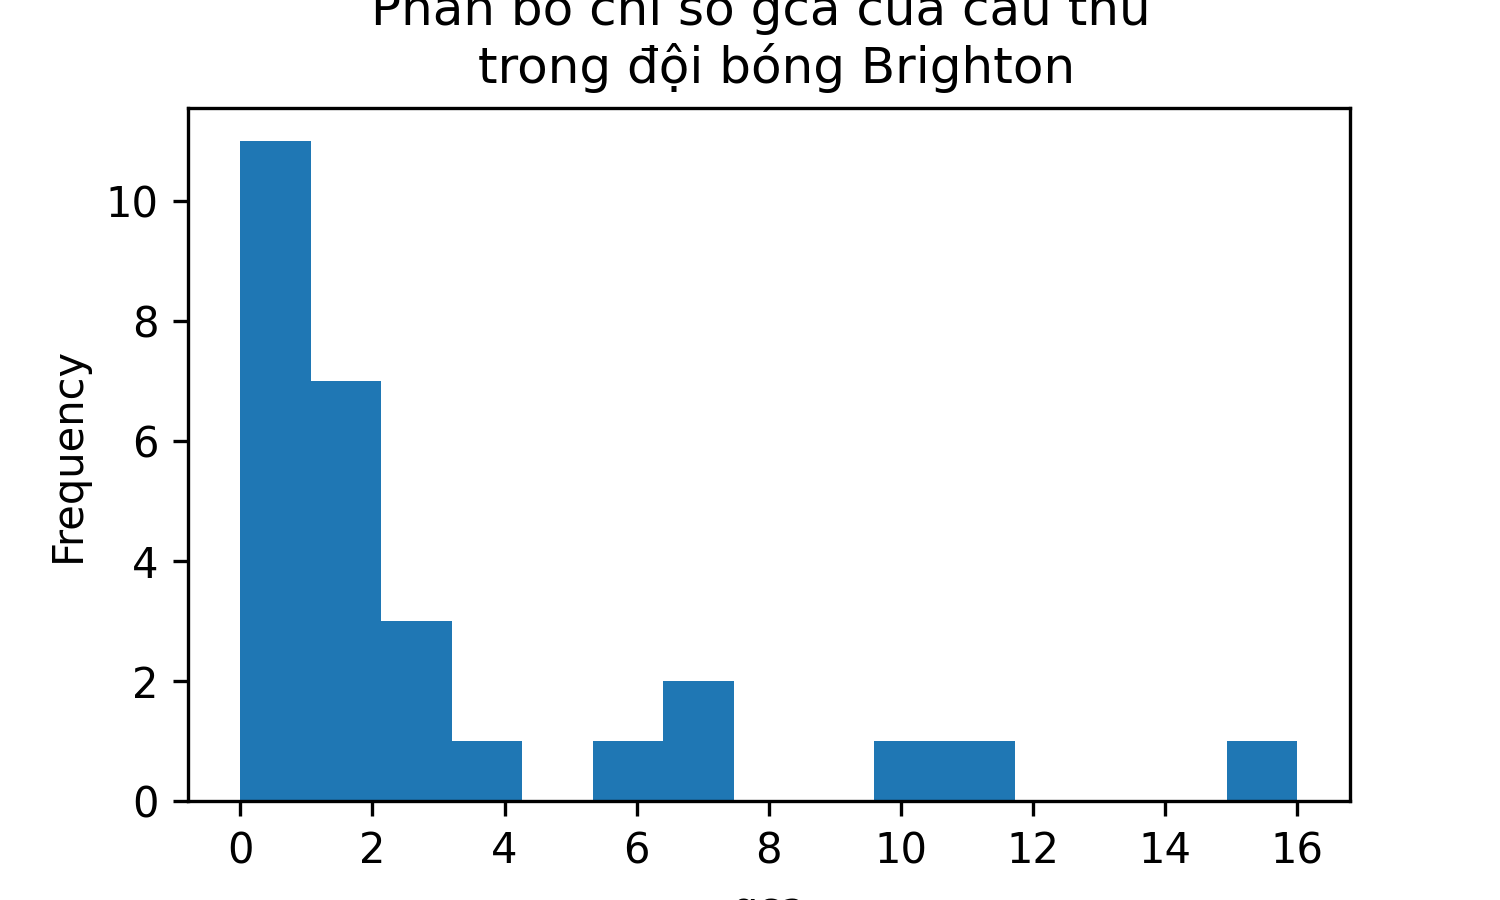 Phân bố chỉ số gca của cầu thủ
trong đội bóng Brighton
Frequency
10
8
6
4
2
0
0 2 4 6 8 10 12 14 16
gca